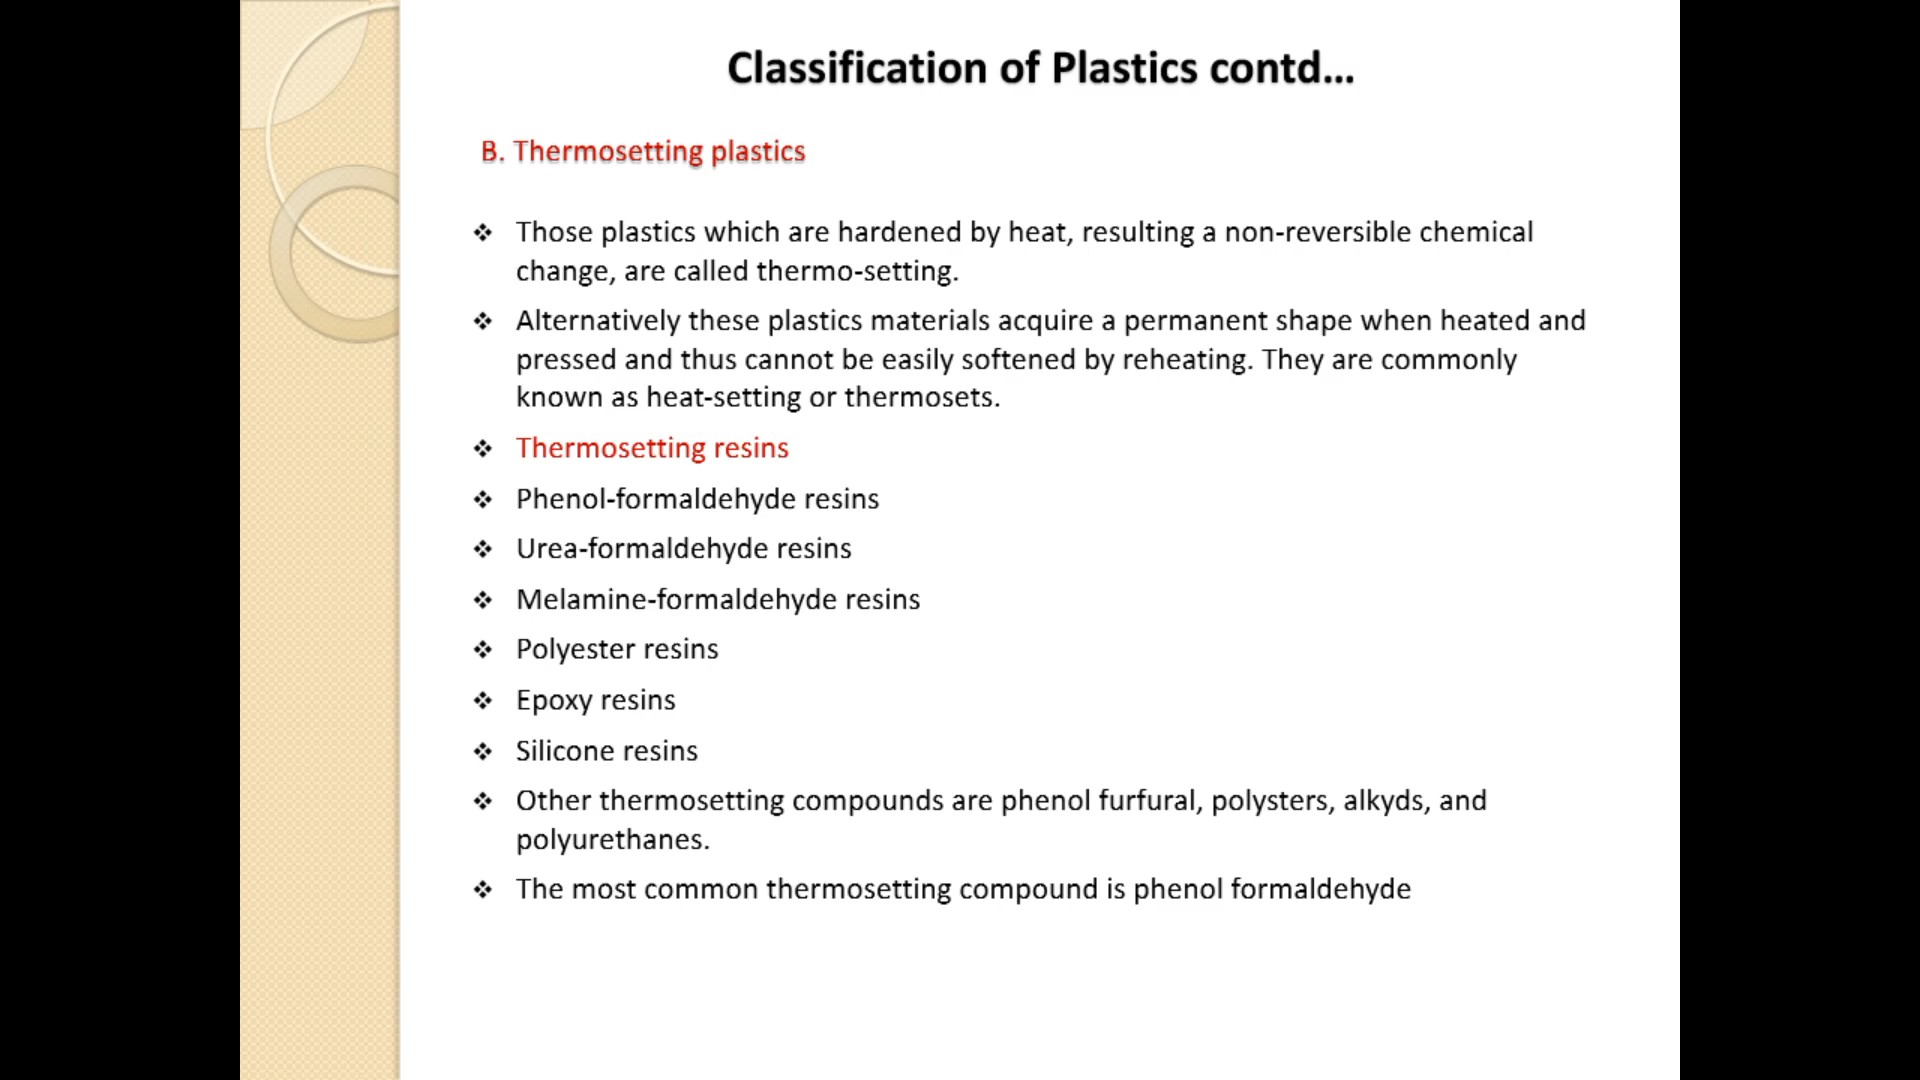 Classification of Plastics contd...
B. Thermosetting plastics
❖ Those plastics which are hardened by heat, resulting a non-reversible chemical
change, are called thermo-setting.
❖ Alternatively these plastics materials acquire a permanent shape when heated and
pressed and thus cannot be easily softened by reheating. They are commonly
known as heat-setting or thermosets.
❖ Thermosetting resins
❖ Phenol-formaldehyde resins
❖ Urea-formaldehyde resins
❖ Melamine-formaldehyde resins
❖ Polyester resins
❖ Epoxy resins
❖ Silicone resins
❖ Other thermosetting compounds are phenol furfural, polysters, alkyds, and
polyurethanes.
❖ The most common thermosetting compound is phenol formaldehyde